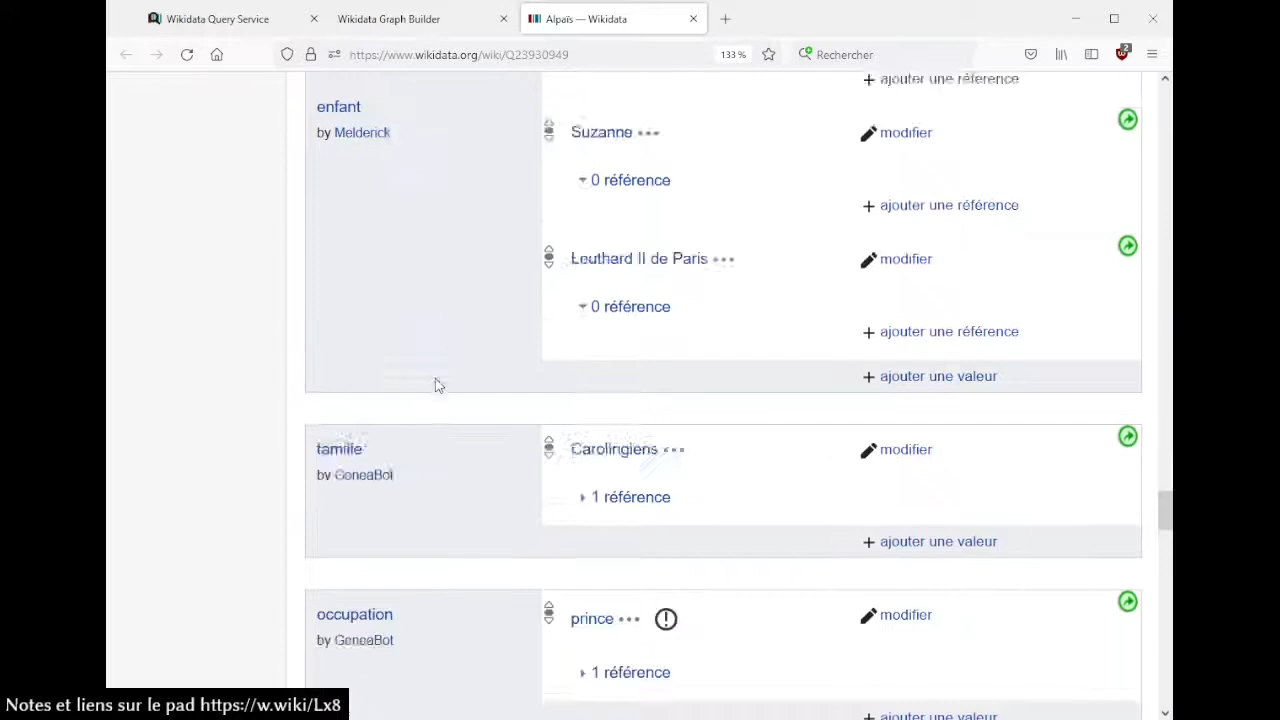 Wikidata Query Service
Wikidata Graph Builder
Alpaïs — Wikidata
https://www.wikidata.org/wiki/Q23930949
133 %
Rechercher
2
ajouter une référence
enfant
by Melderick
Suzanne
modifier
0 référence
ajouter une référence
Leuthard II de Paris
modifier
0 référence
ajouter une référence
ajouter une valeur
famille
by GeneaBot
Carolingiens
modifier
1 référence
ajouter une valeur
occupation
by GeneaBot
prince
modifier
1 référence
ajouter une valeur
Notes et liens sur le pad https://w.wiki/Lx8